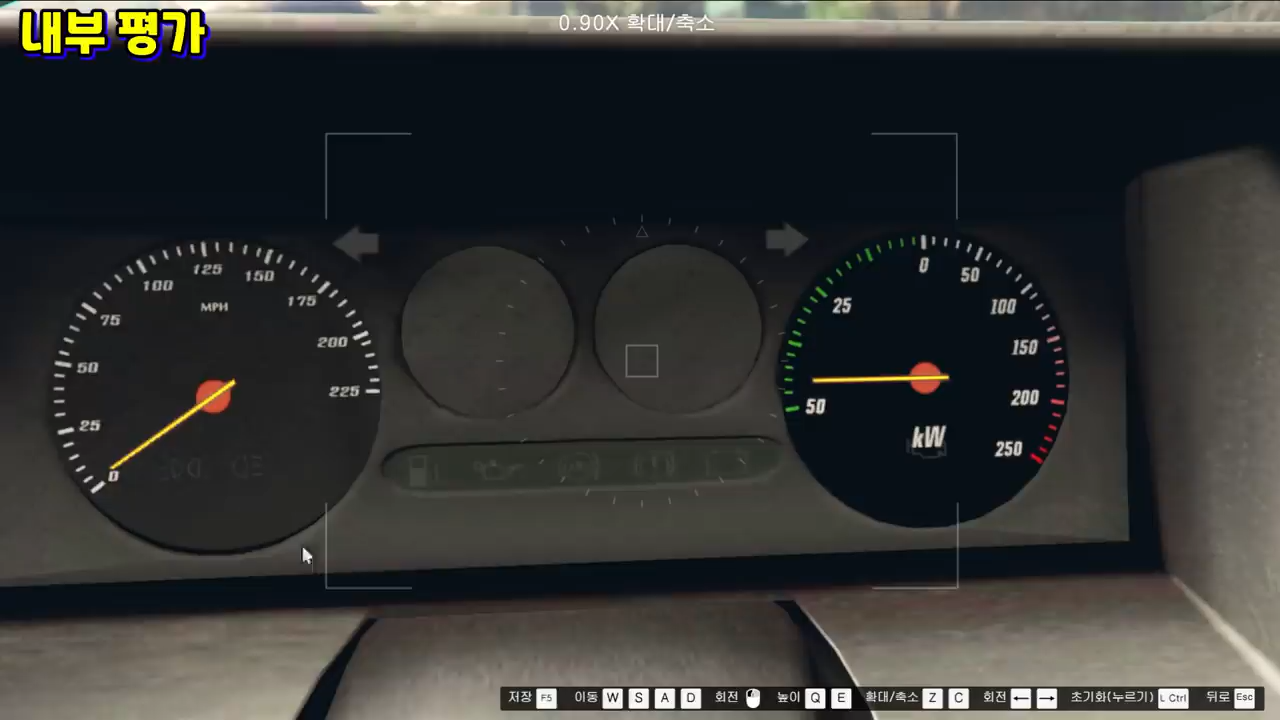 내부 평가
0.90X 확대/축소
0 25 50 75 100 125 150 175 200 225
MPH
50 25 0 50 100 150 200 250
kW
저장 F5 이동 W S A D 회전 높이 Q E 확대/축소 Z C 회전 ← → 초기화(누르기) L Ctrl 뒤로 Esc